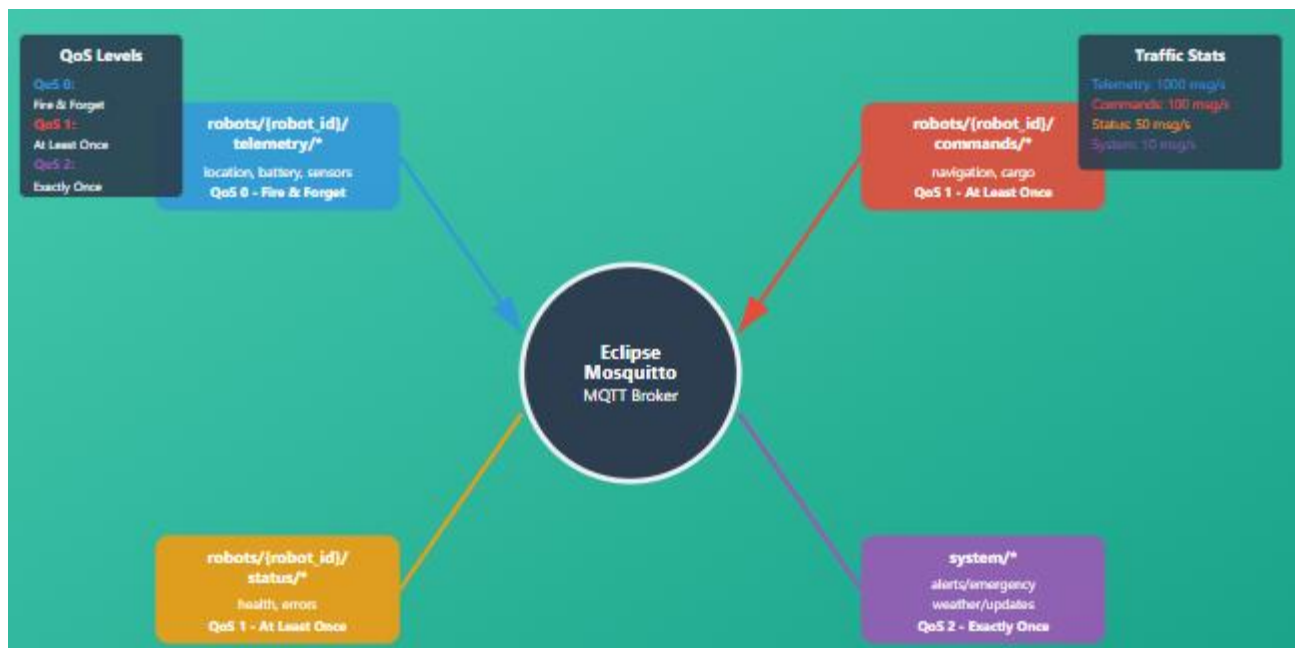 QoS Levels
QoS 0:
Fire & Forget
QoS 1:
At Least Once
QoS 2:
Exactly Once
robots/{robot_id}/
telemetry/*
location, battery, sensors
QoS 0 - Fire & Forget
robots/{robot_id}/
commands/*
navigation, cargo
QoS 1 - At Least Once
Traffic Stats
Telemetry: 1000 msg/s
Commands: 100 msg/s
Status: 50 msg/s
System: 10 msg/s
Eclipse
Mosquitto
MQTT Broker
robots/{robot_id}/
status/*
health, errors
QoS 1 - At Least Once
system/*
alerts/emergency
weather/updates
QoS 2 - Exactly Once